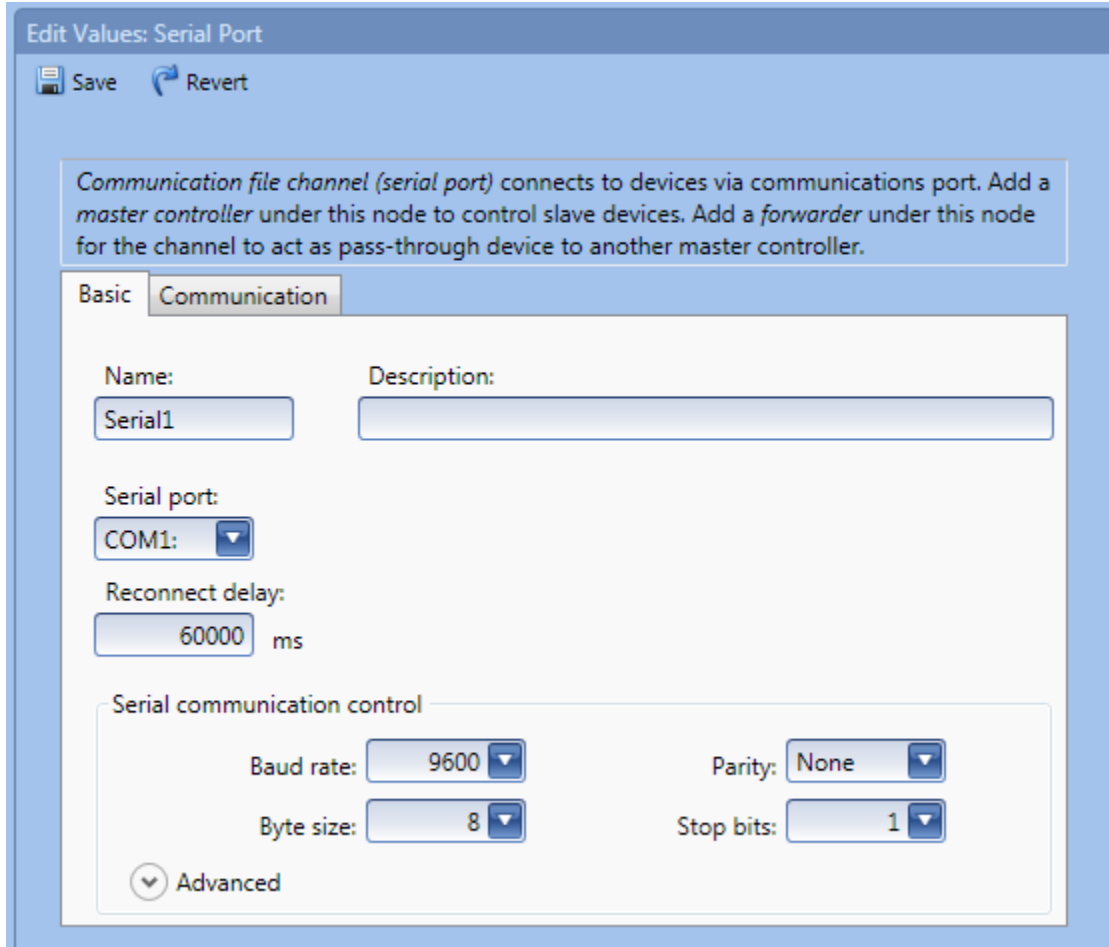 Edit Values: Serial Port
Save Revert
Communication file channel (serial port) connects to devices via communications port. Add a
master controller under this node to control slave devices. Add a forwarder under this node
for the channel to act as pass-through device to another master controller.
Basic Communication
Name: Description:
Serial1
Serial port:
COM1:
Reconnect delay:
60000 ms
Serial communication control
Baud rate: 9600 Parity: None
Byte size: 8 Stop bits: 1
Advanced